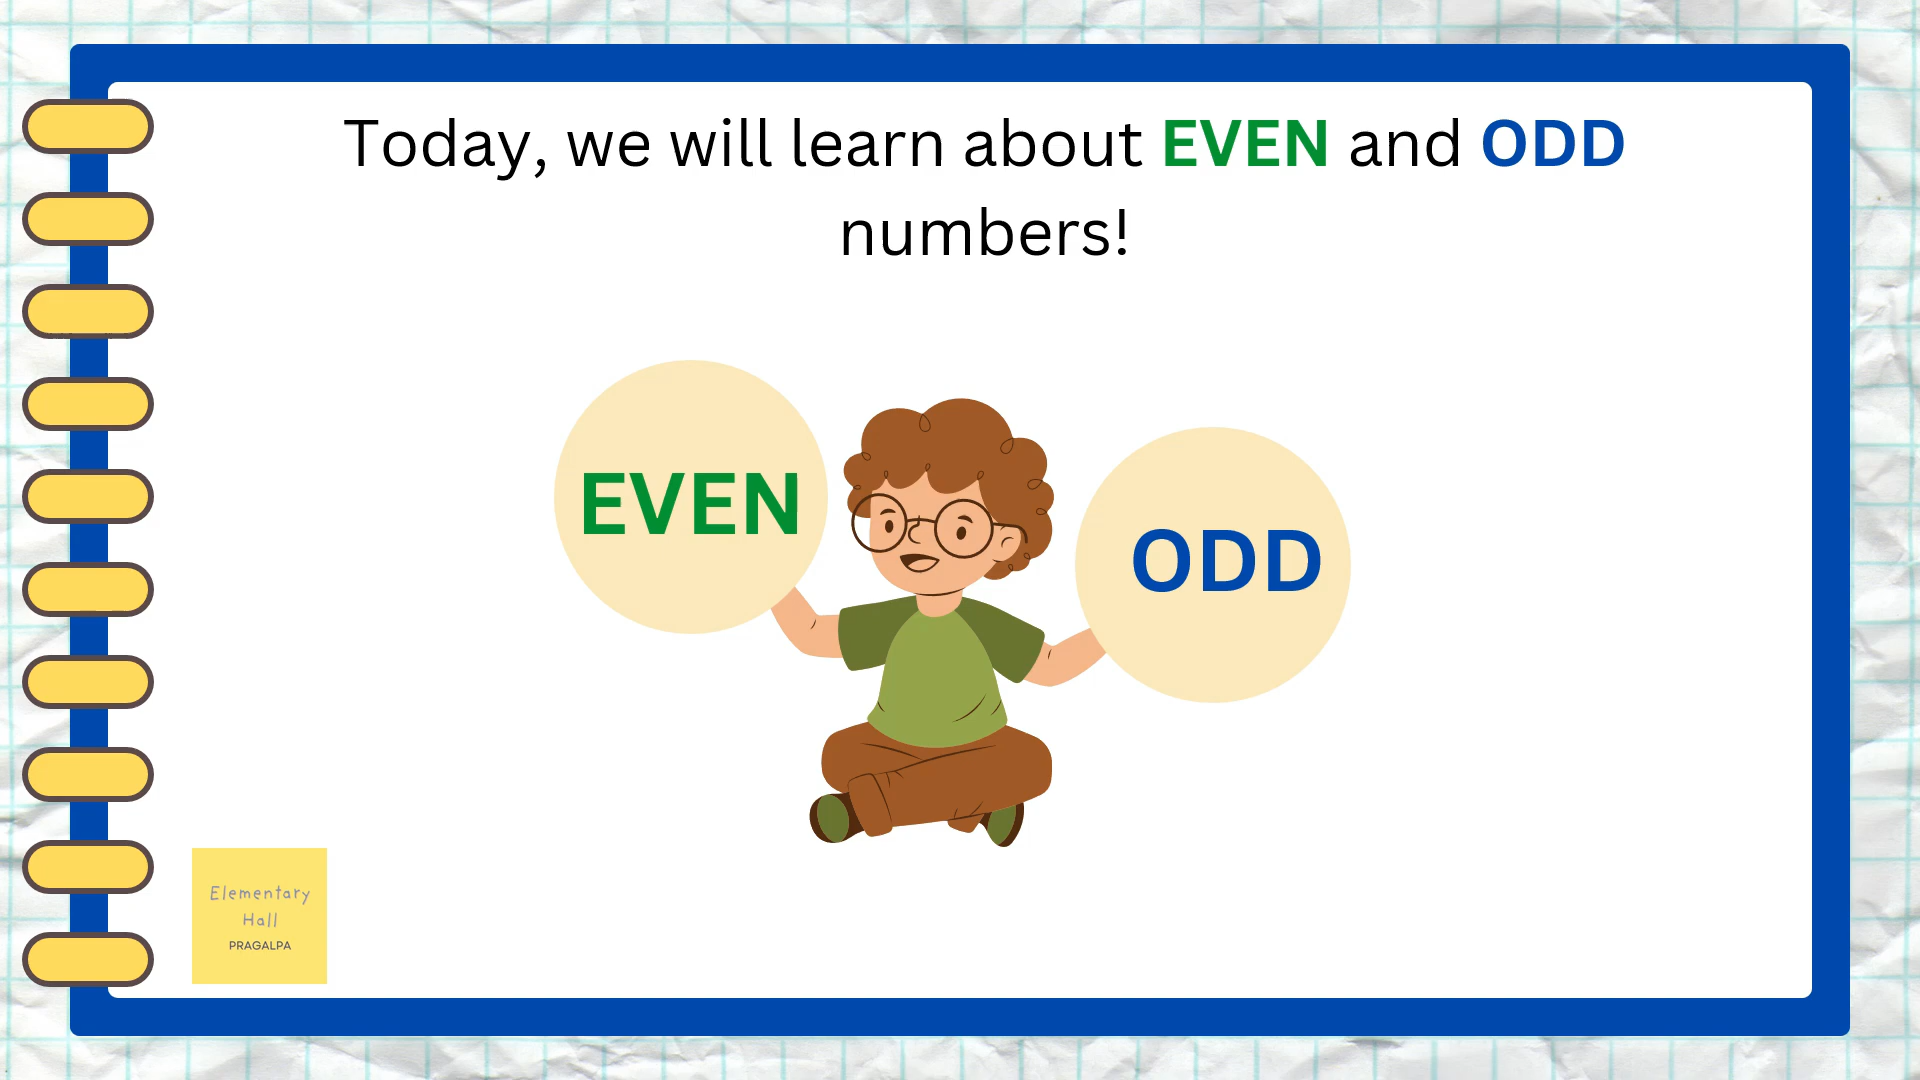 Today, we will learn about EVEN and ODD
numbers!
EVEN
ODD
Elementary
Hall
PRAGALPA